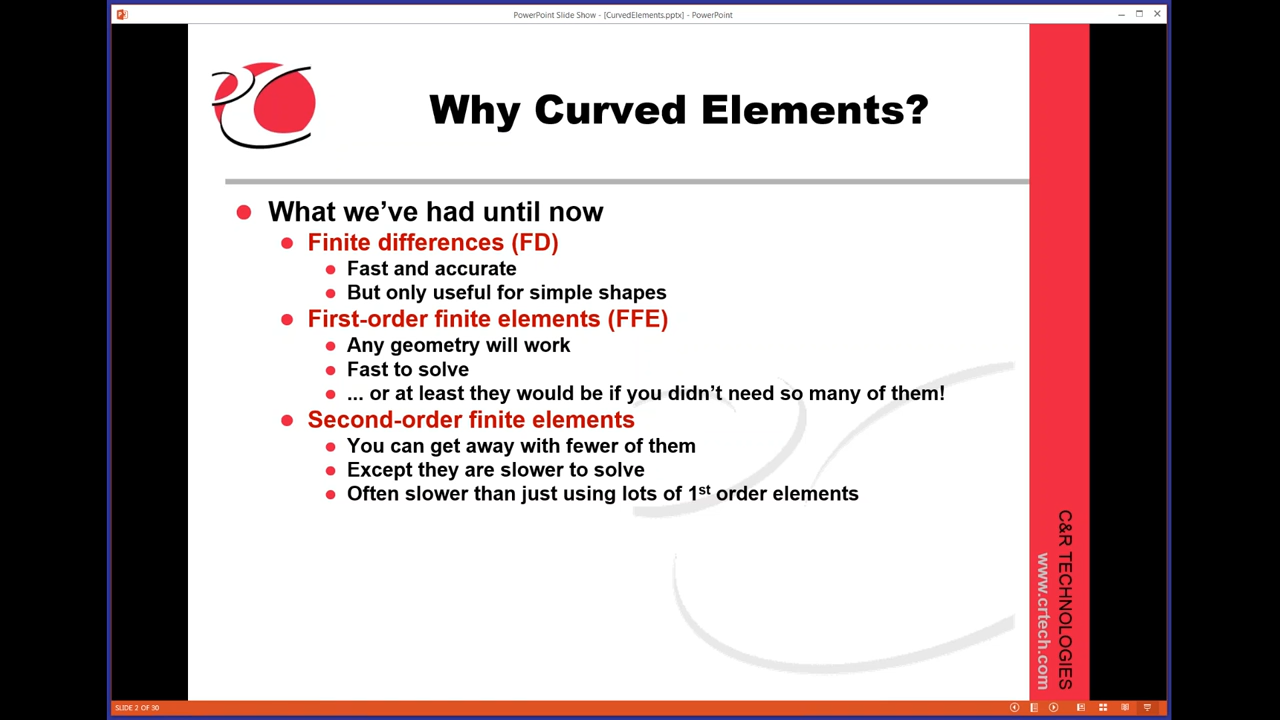 PowerPoint Slide Show - [CurvedElements.pptx] - PowerPoint
Why Curved Elements?
What we’ve had until now
Finite differences (FD)
Fast and accurate
But only useful for simple shapes
First-order finite elements (FFE)
Any geometry will work
Fast to solve
... or at least they would be if you didn’t need so many of them!
Second-order finite elements
You can get away with fewer of them
Except they are slower to solve
Often slower than just using lots of 1st order elements
C&R TECHNOLOGIES
www.crtech.com
SLIDE 2 OF 30